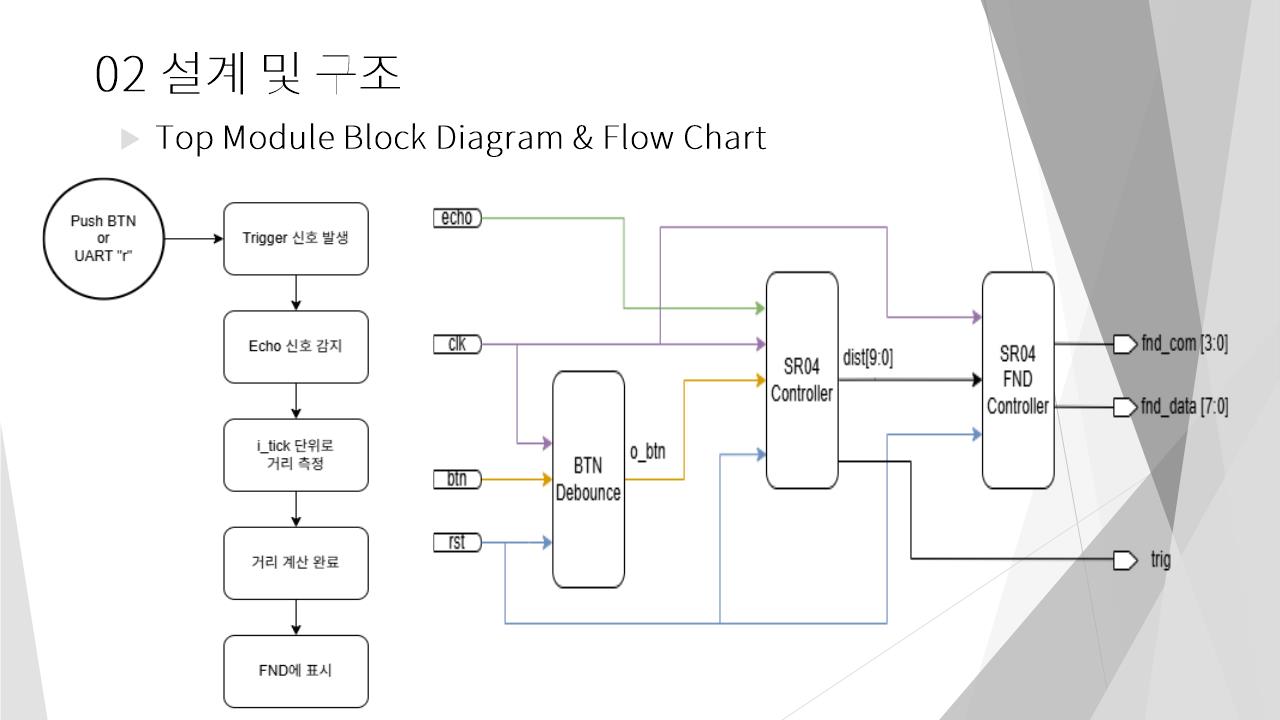 02 설계 및 구조
Top Module Block Diagram & Flow Chart
Push BTN
or
UART "r"
Trigger 신호 발생
Echo 신호 감지
i_tick 단위로
거리 측정
거리 계산 완료
FND에 표시
echo
clk
btn
rst
BTN
Debounce
o_btn
SR04
Controller
dist[9:0]
SR04
FND
Controller
fnd_com [3:0]
fnd_data [7:0]
trig